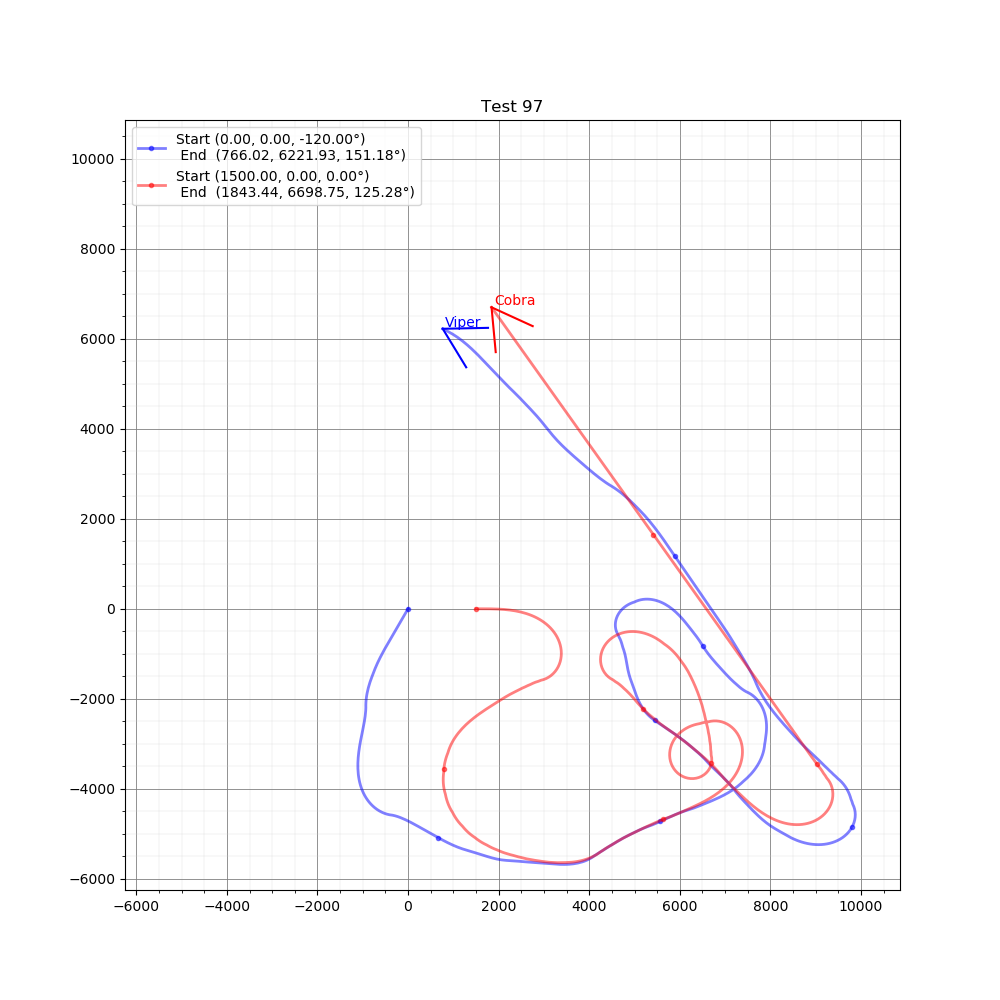 Test 97
Start (0.00, 0.00, -120.00°)
End (766.02, 6221.93, 151.18°)
Start (1500.00, 0.00, 0.00°)
End (1843.44, 6698.75, 125.28°)
10000
8000
Cobra
Viper
6000
4000
2000
0
−2000
−4000
−6000
−6000 −4000 −2000 0 2000 4000 6000 8000 10000